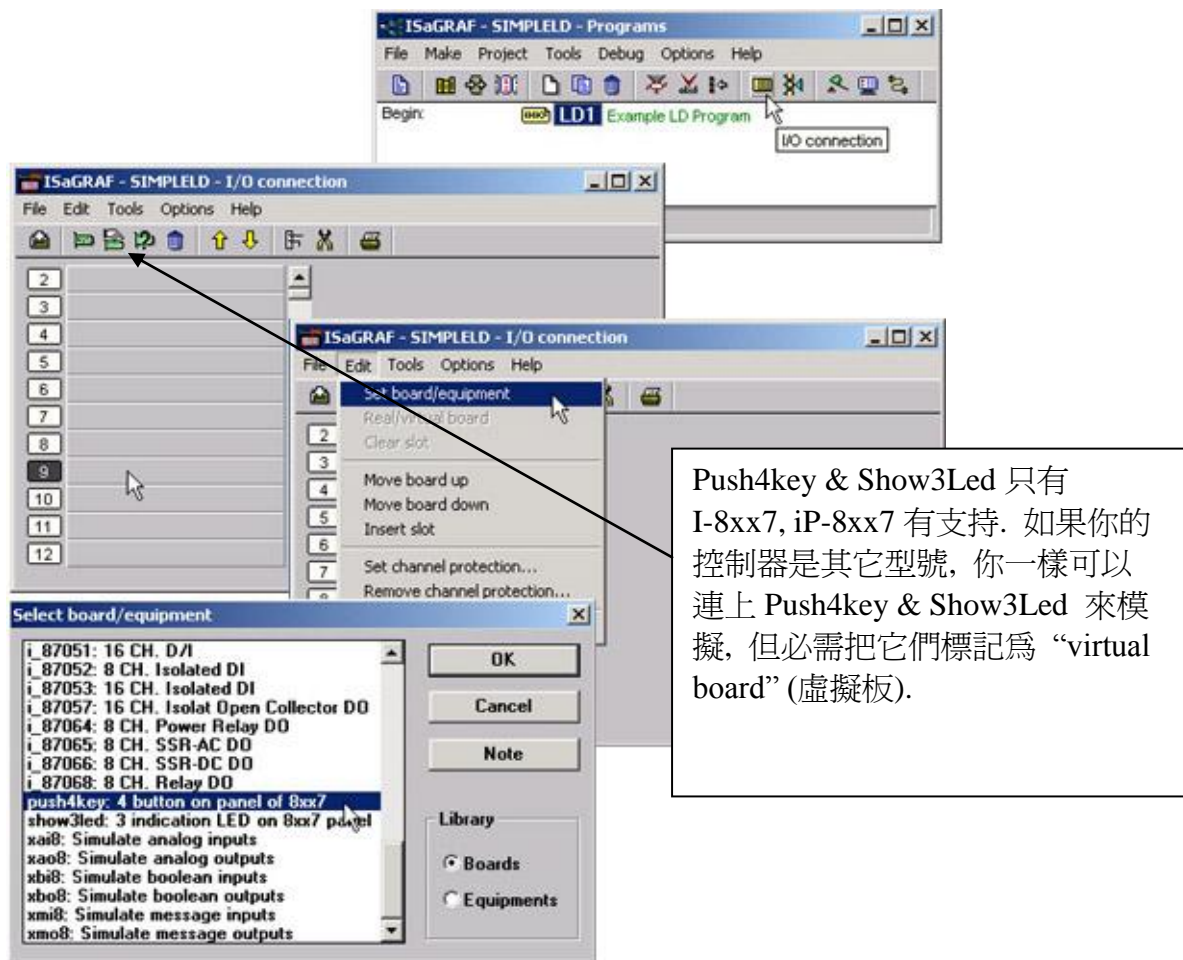 ISaGRAF - SIMPLELD - Programs
File Make Project Tools Debug Options Help
Begin: LD1 Example LD Program
I/O connection
ISaGRAF - SIMPLELD - I/O connection
File Edit Tools Options Help
2
3
4
5
6
7
8
9
10
11
12
ISaGRAF - SIMPLELD - I/O connection
File Edit Tools Options Help
Set board/equipment
Real/virtual board
Clear slot
Move board up
Move board down
Insert slot
Set channel protection...
Remove channel protection...
2
3
4
5
6
7
Push4key & Show3Led 只有
I-8xx7, iP-8xx7 有支持. 如果你的
控制器是其它型號, 你一樣可以
連上 Push4key & Show3Led 來模
擬, 但必需把它們標記爲 “virtual
board” (虛擬板).
Select board/equipment
i_87051: 16 CH. D/I
i_87052: 8 CH. Isolated DI
i_87053: 16 CH. Isolated DI
i_87057: 16 CH. Isolat Open Collector DO
i_87064: 8 CH. Power Relay DO
i_87065: 8 CH. SSR-AC DO
i_87066: 8 CH. SSR-DC DO
i_87068: 8 CH. Relay DO
push4key: 4 button on panel of 8xx7
show3led: 3 indication LED on 8xx7 panel
xai8: Simulate analog inputs
xao8: Simulate analog outputs
xbi8: Simulate boolean inputs
xbo8: Simulate boolean outputs
xmi8: Simulate message inputs
xmo8: Simulate message outputs
OK
Cancel
Note
Library
Boards
Equipments